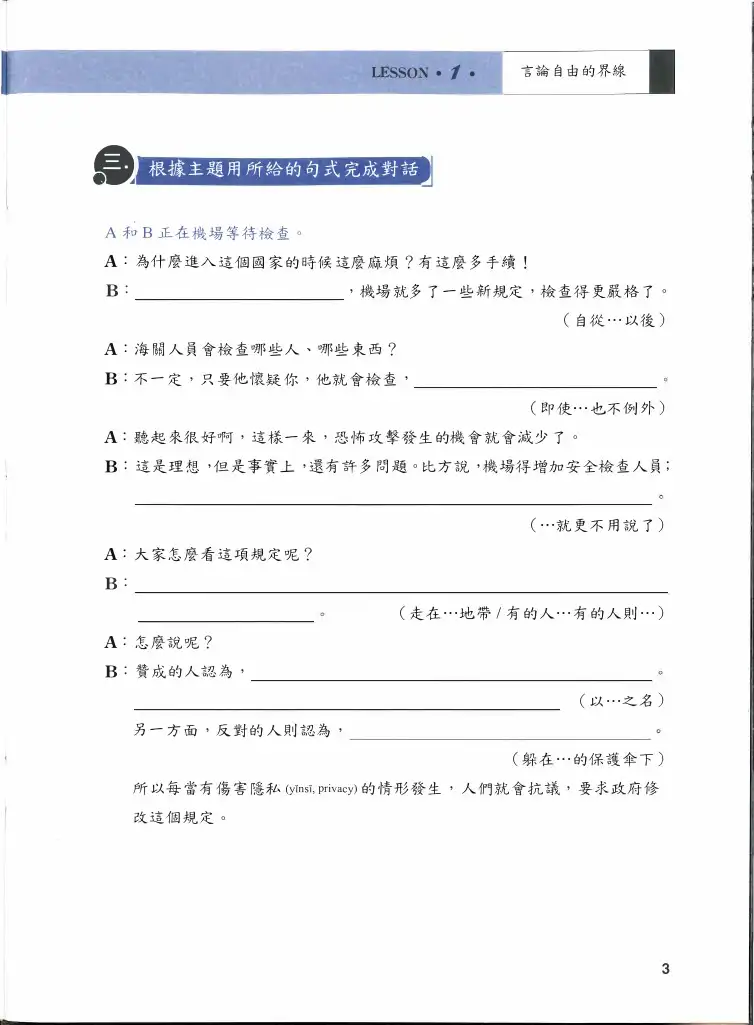 LESSON • 1 • 言論自由的界線
三. 根據主題用所給的句式完成對話
A 和 B 正在機場等待檢查。
A：為什麼進入這個國家的時候這麼麻煩？有這麼多手續！
B：，機場就多了一些新規定，檢查得更嚴格了。
（自從…以後）
A：海關人員會檢查哪些人、哪些東西？
B：不一定，只要他懷疑你，他就會檢查，。
（即使…也不例外）
A：聽起來很好啊，這樣一來，恐怖攻擊發生的機會就會減少了。
B：這是理想，但是事實上，還有許多問題。比方說，機場得增加安全檢查人員；
。
（…就更不用說了）
A：大家怎麼看這項規定呢？
B：
。（走在…地帶 / 有的人…有的人則…）
A：怎麼說呢？
B：贊成的人認為，。
（以…之名）
另一方面，反對的人則認為，。
（躲在…的保護傘下）
所以每當有傷害隱私 (yǐnsī, privacy) 的情形發生，人們就會抗議，要求政府修
改這個規定。
3